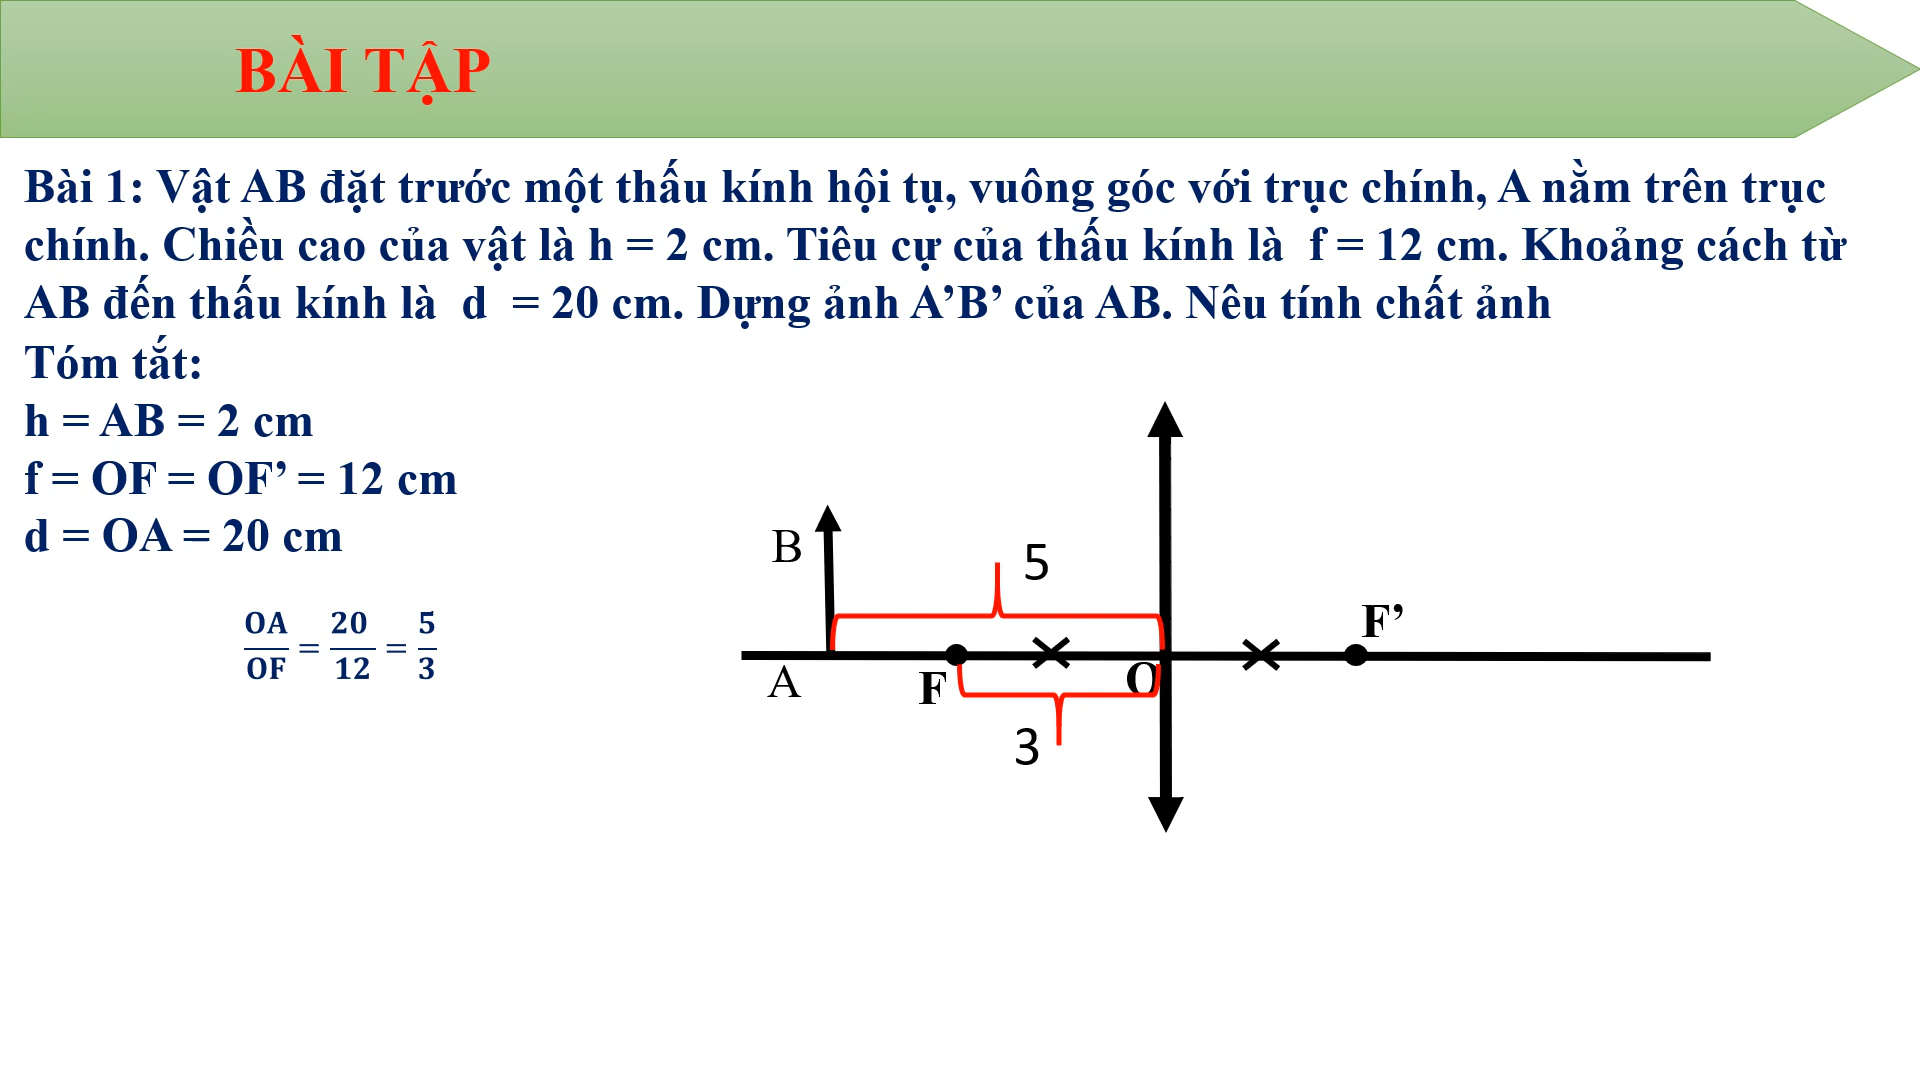 BÀI TẬP
Bài 1: Vật AB đặt trước một thấu kính hội tụ, vuông góc với trục chính, A nằm trên trục
chính. Chiều cao của vật là h = 2 cm. Tiêu cự của thấu kính là f = 12 cm. Khoảng cách từ
AB đến thấu kính là d = 20 cm. Dựng ảnh A’B’ của AB. Nêu tính chất ảnh
Tóm tắt:
h = AB = 2 cm
f = OF = OF’ = 12 cm
d = OA = 20 cm
OA/OF = 20/12 = 5/3
B
5
F’
A
F
O
3